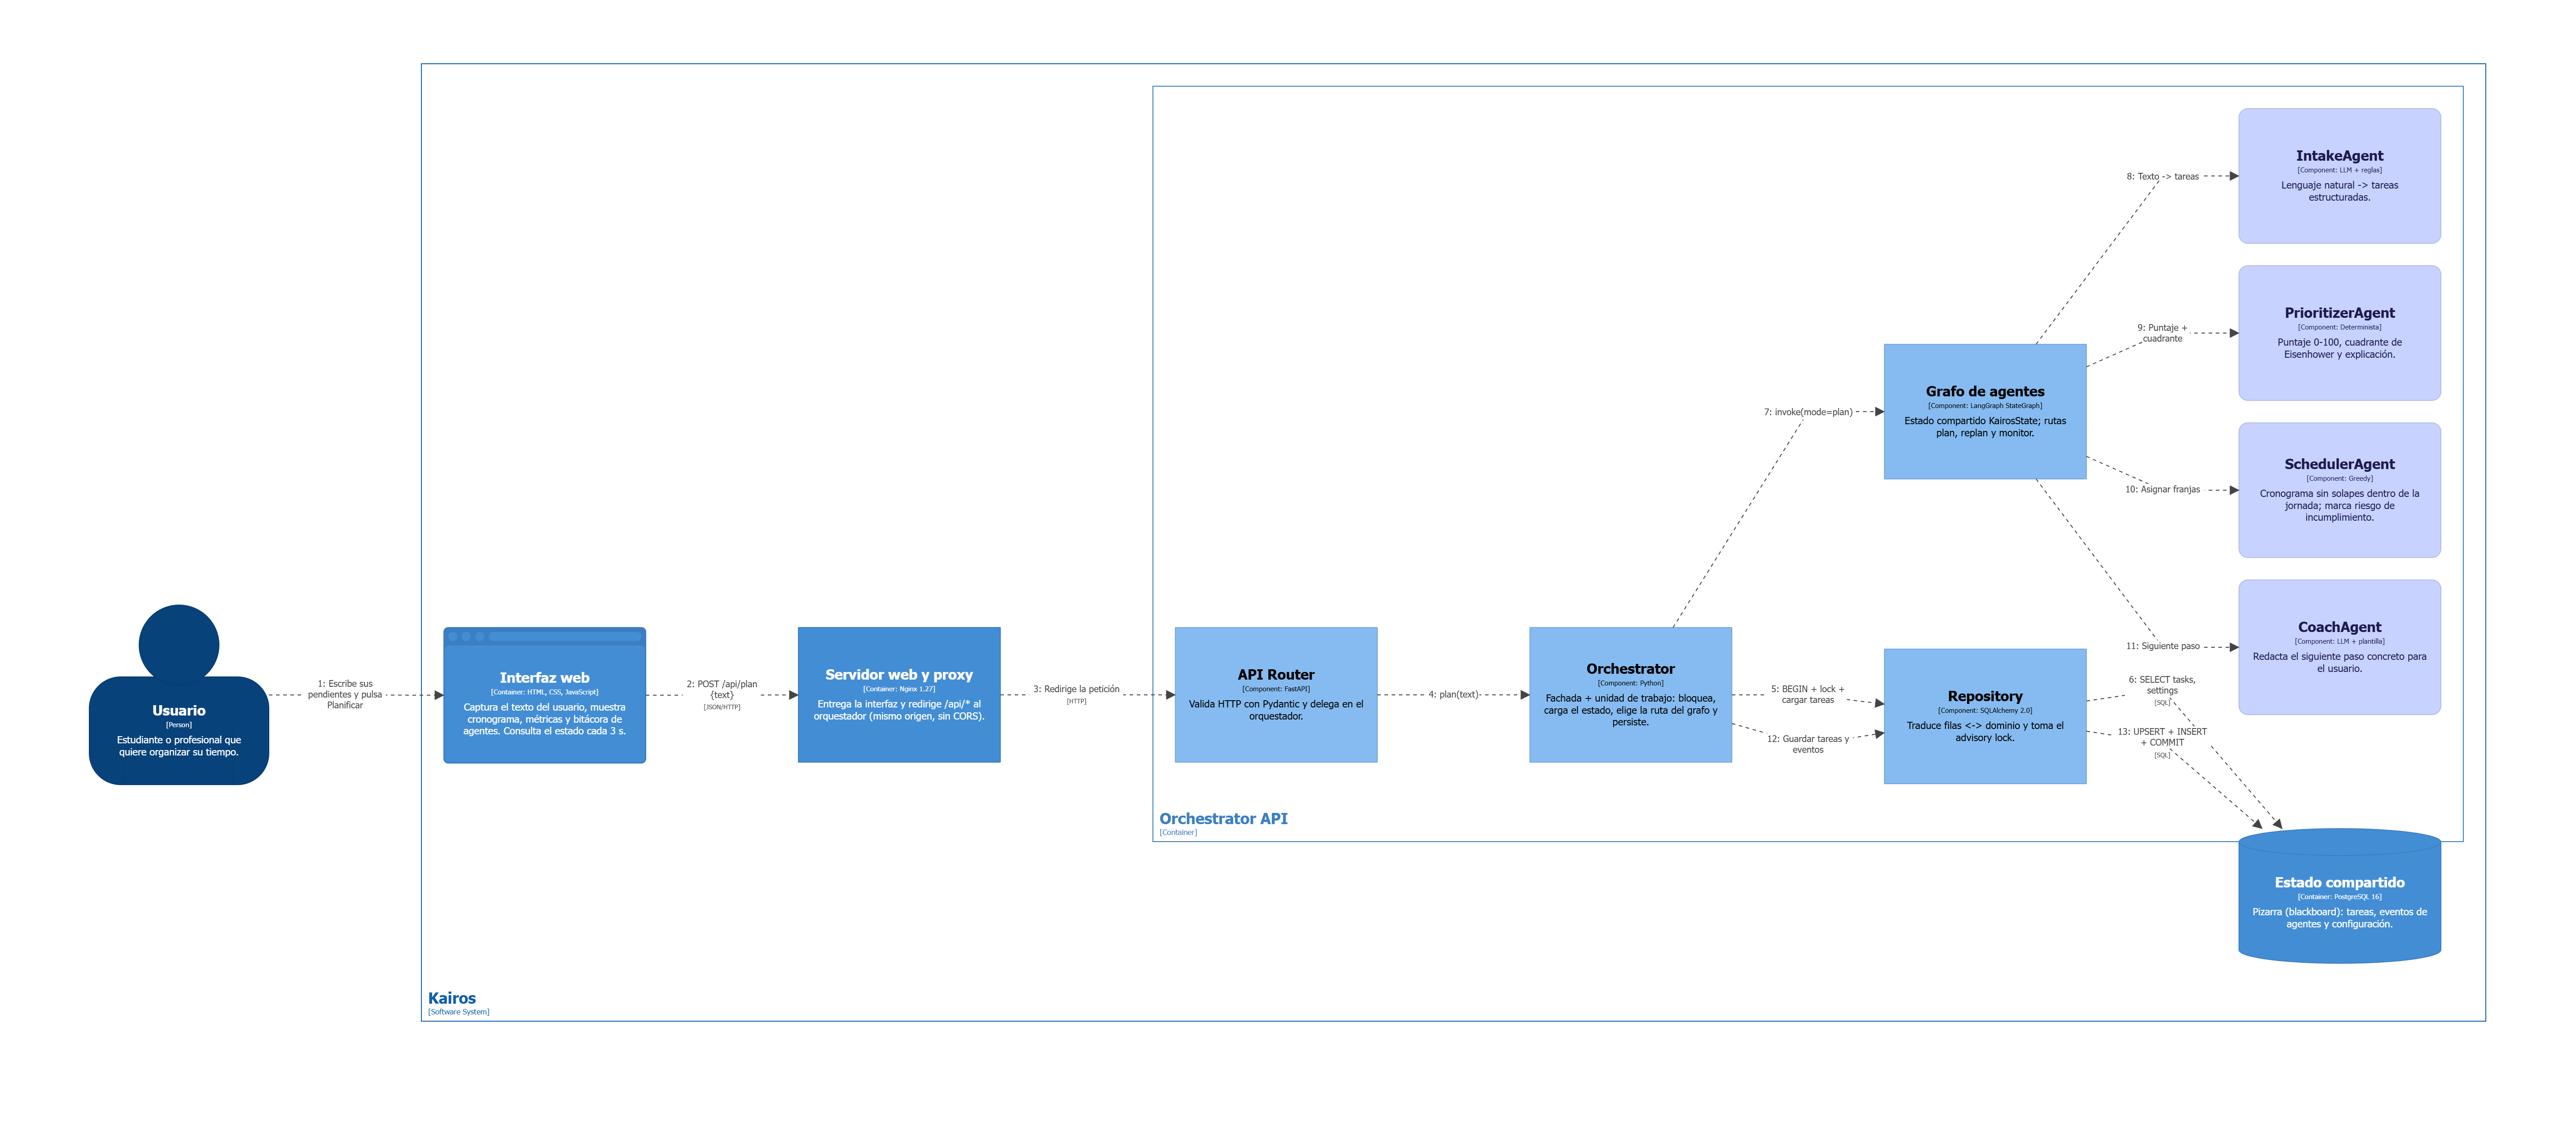 IntakeAgent
[Component: LLM + reglas]
Lenguaje natural -> tareas
estructuradas.
8: Texto -> tareas
PrioritizerAgent
[Component: Determinista]
Puntaje 0-100, cuadrante de
Eisenhower y explicación.
9: Puntaje +
cuadrante
Grafo de agentes
[Component: LangGraph StateGraph]
Estado compartido KairosState; rutas
plan, replan y monitor.
7: invoke(mode=plan)
SchedulerAgent
[Component: Greedy]
Cronograma sin solapes dentro de la
jornada; marca riesgo de
incumplimiento.
10: Asignar franjas
CoachAgent
[Component: LLM + plantilla]
Redacta el siguiente paso concreto para
el usuario.
11: Siguiente paso
Usuario
[Person]
Estudiante o profesional que
quiere organizar su tiempo.
1: Escribe sus
pendientes y pulsa
Planificar
Interfaz web
[Container: HTML, CSS, JavaScript]
Captura el texto del usuario, muestra
cronograma, métricas y bitácora de
agentes. Consulta el estado cada 3 s.
2: POST /api/plan
{text}
[JSON/HTTP]
Servidor web y proxy
[Container: Nginx 1.27]
Entrega la interfaz y redirige /api/* al
orquestador (mismo origen, sin CORS).
3: Redirige la petición
[HTTP]
API Router
[Component: FastAPI]
Valida HTTP con Pydantic y delega en el
orquestador.
4: plan(text)
Orchestrator
[Component: Python]
Fachada + unidad de trabajo: bloquea,
carga el estado, elige la ruta del grafo y
persiste.
5: BEGIN + lock +
cargar tareas
12: Guardar tareas y
eventos
Repository
[Component: SQLAlchemy 2.0]
Traduce filas <-> dominio y toma el
advisory lock.
6: SELECT tasks,
settings
[SQL]
13: UPSERT + INSERT
+ COMMIT
[SQL]
Orchestrator API
[Container]
Estado compartido
[Container: PostgreSQL 16]
Pizarra (blackboard): tareas, eventos de
agentes y configuración.
Kairos
[Software System]